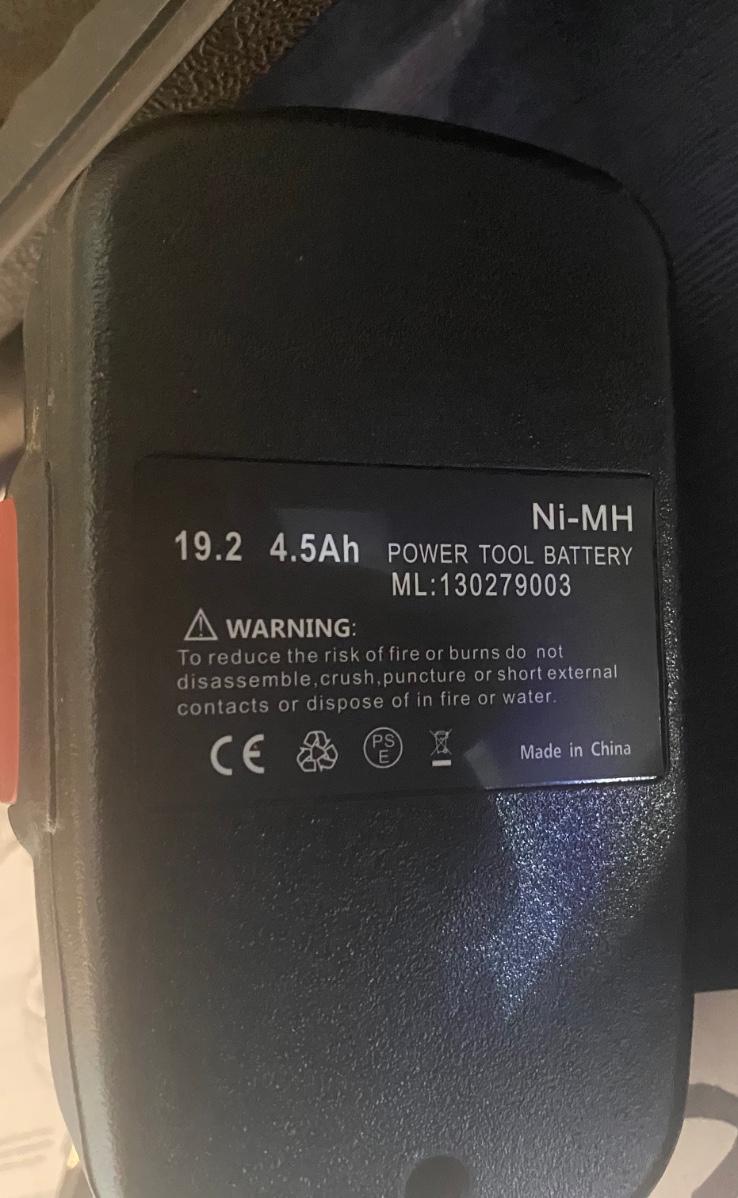 Ni-MH
19.2 4.5Ah POWER TOOL BATTERY
ML:130279003
WARNING:
To reduce the risk of fire or burns do not
disassemble,crush,puncture or short external
contacts or dispose of in fire or water.
CE PS E Made in China